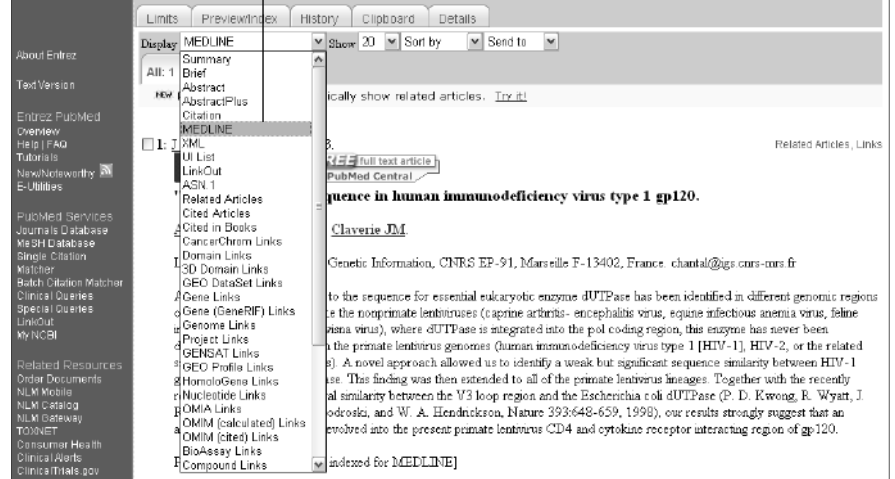 Limits Preview/Index History Clipboard Details
Display MEDLINE Show 20 Sort by Send to
All: 1
Summary
Brief
Abstract
AbstractPlus
Citation
MEDLINE
XML
UI List
LinkOut
ASN.1
Related Articles
Cited Articles
Cited in Books
CancerChrom Links
Domain Links
3D Domain Links
GEO DataSet Links
Gene Links
Gene (GeneRIF) Links
Genome Links
Project Links
GENSAT Links
GEO Profile Links
HomoloGene Links
Nucleotide Links
OMIA Links
OMIM (calculated) Links
OMIM (cited) Links
BioAssay Links
Compound Links
About Entrez
Text Version
Entrez PubMed
Overview
Help | FAQ
Tutorials
New/Noteworthy
E-Utilities
PubMed Services
Journals Database
MeSH Database
Single Citation
Matcher
Batch Citation Matcher
Clinical Queries
Special Queries
LinkOut
My NCBI
Related Resources
Order Documents
NLM Mobile
NLM Catalog
NLM Gateway
TOXNET
Consumer Health
Clinical Alerts
ClinicalTrials.gov
NEW ically show related articles. Try it!
1: J 3. Related Articles, Links
FREE full text article
PubMed Central
quence in human immunodeficiency virus type 1 gp120.
Claverie JM.
Genetic Information, CNRS EP-91, Marseille F-13402, France. chantal@igs.cnrs-mrs.fr
to the sequence for essential eukaryotic enzyme dUTPase has been identified in different genomic regions
e the nonprimate lentiviruses (caprine arthritis- encephalitis virus, equine infectious anemia virus, feline
visna virus), where dUTPase is integrated into the pol coding region, this enzyme has never been
n the primate lentivirus genomes (human immunodeficiency virus type 1 [HIV-1], HIV-2, or the related
s). A novel approach allowed us to identify a weak but significant sequence similarity between HIV-1
se. This finding was then extended to all of the primate lentivirus lineages. Together with the recently
al similarity between the V3 loop region and the Escherichia coli dUTPase (P. D. Kwong, R. Wyatt, J.
odroski, and W. A. Hendrickson, Nature 393:648-659, 1998), our results strongly suggest that an
evolved into the present primate lentivirus CD4 and cytokine receptor interacting region of gp120.
indexed for MEDLINE]